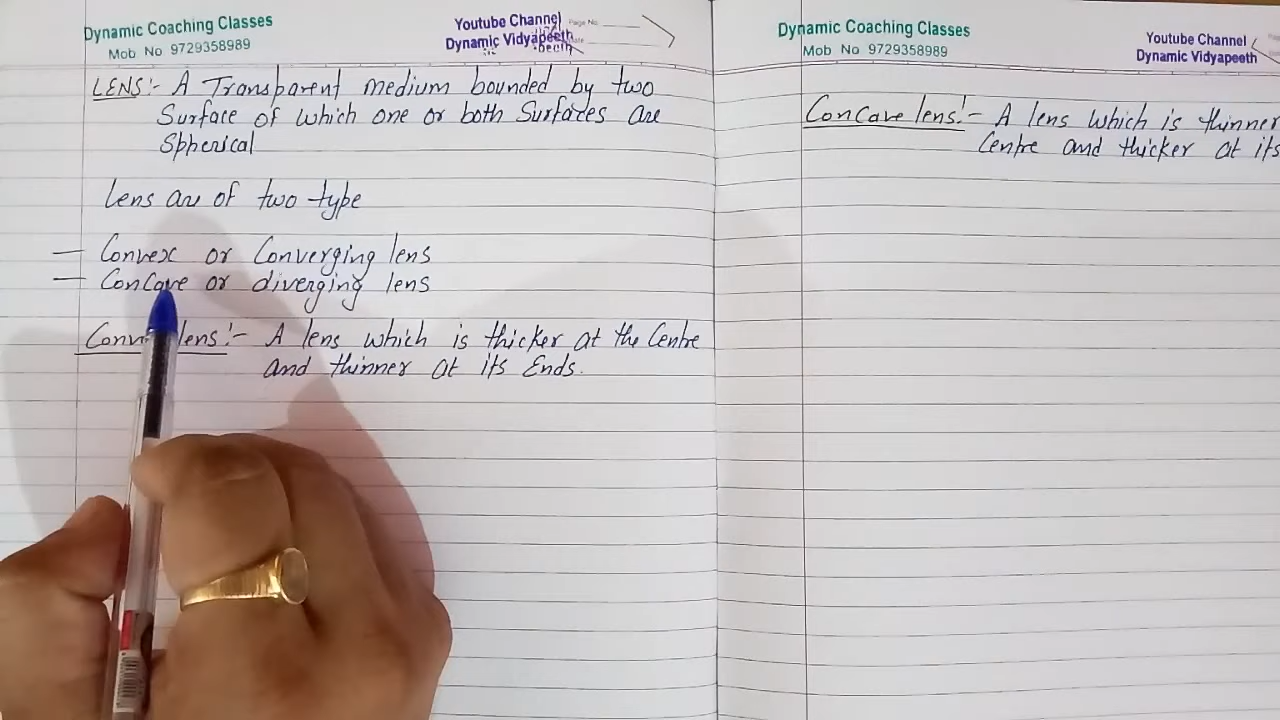 Dynamic Coaching Classes
Mob No 9729358989
Youtube Channel
Dynamic Vidyapeeth
Page No
LENS:- A Transparent medium bounded by two
Surface of which one or both Surfaces are
Spherical
Lens are of two type
— Convex or Converging lens
— Concave or diverging lens
lens:- A lens which is thicker at the Centre
and thinner at its Ends.
Dynamic Coaching Classes
Mob No 9729358989
Youtube Channel
Dynamic Vidyapeeth
Concave lens:- A lens which is thinner
Centre and thicker at its